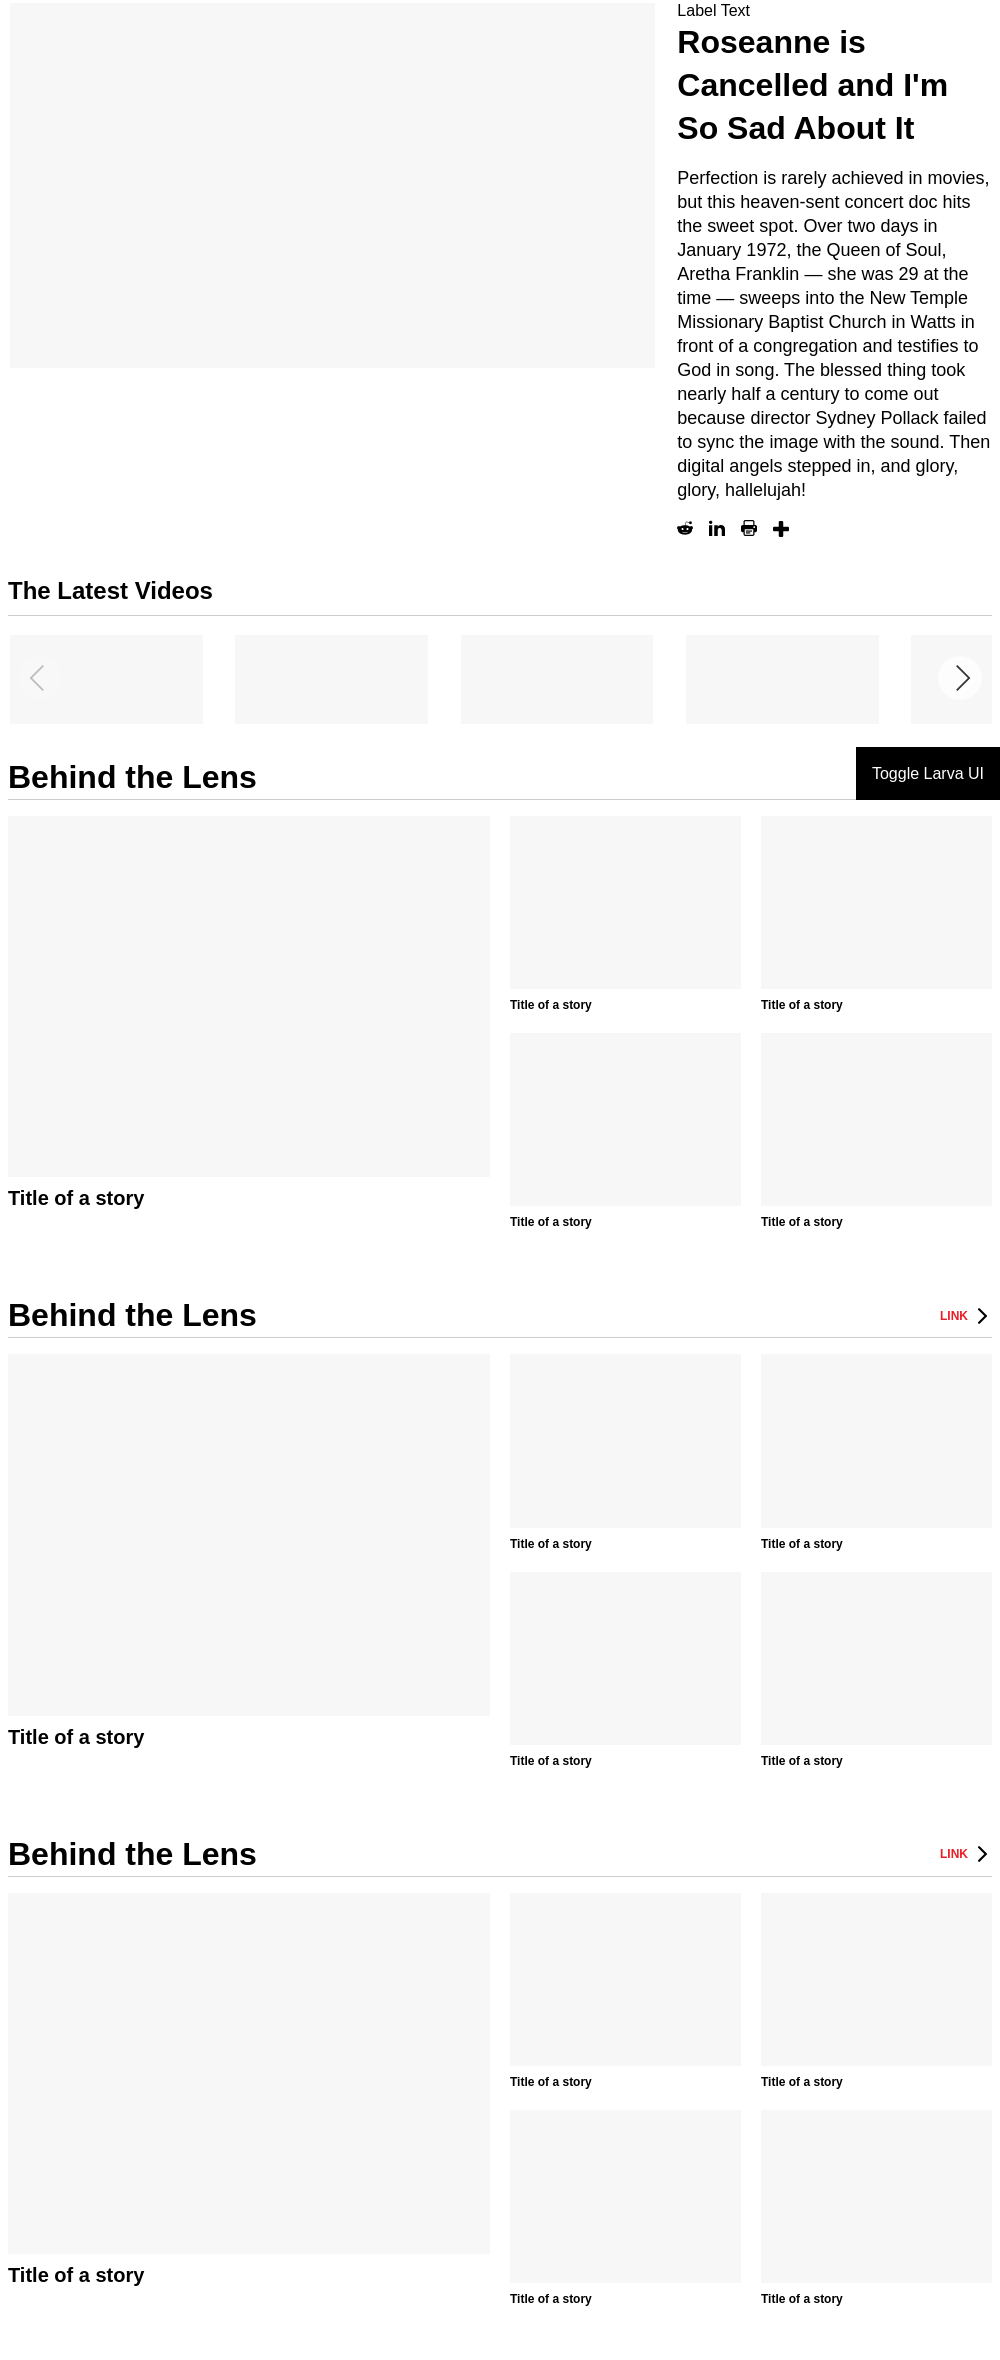 Label Text
Roseanne is
Cancelled and I'm
So Sad About It
Perfection is rarely achieved in movies,
but this heaven-sent concert doc hits
the sweet spot. Over two days in
January 1972, the Queen of Soul,
Aretha Franklin — she was 29 at the
time — sweeps into the New Temple
Missionary Baptist Church in Watts in
front of a congregation and testifies to
God in song. The blessed thing took
nearly half a century to come out
because director Sydney Pollack failed
to sync the image with the sound. Then
digital angels stepped in, and glory,
glory, hallelujah!
The Latest Videos
Behind the Lens
Toggle Larva UI
Title of a story
Title of a story
Title of a story
Title of a story
Title of a story
Behind the Lens
LINK
Title of a story
Title of a story
Title of a story
Title of a story
Title of a story
Behind the Lens
LINK
Title of a story
Title of a story
Title of a story
Title of a story
Title of a story